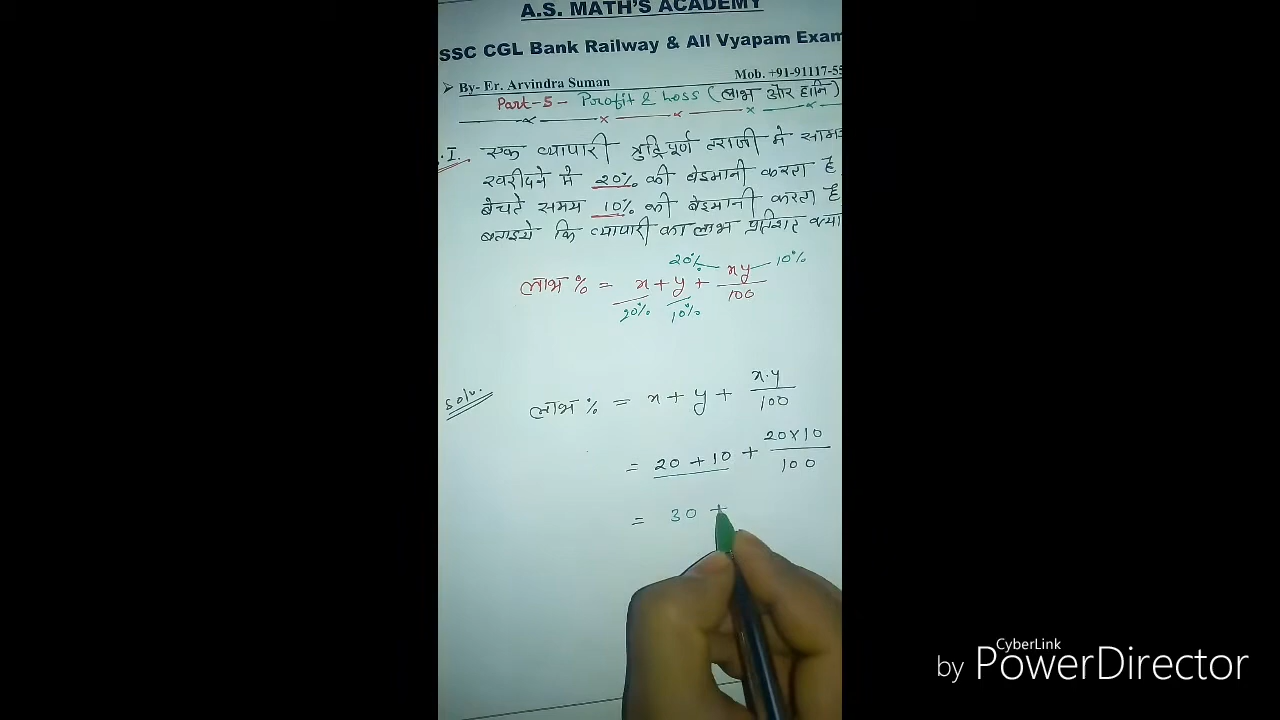 A.S. MATH'S ACADEMY
SSC CGL Bank Railway & All Vyapam Exam
➤ By- Er. Arvindra Suman Mob. +91-91117-55
Part-5 - Profit & Loss (लाभ और हानि)
.I. एक व्यापारी त्रुटिपूर्ण तराजी मे साम
खरीदने मे 20% की बेइमानी करता है
बेचते समय 10% की बेइमानी करता है
बताइये कि व्यापारी का लाभ प्रतिशत क्या
20% 10%
लाभ % = x + y + xy/100
20% 10%
Solu.
लाभ % = x + y + x.y/100
= 20 + 10 + 20x10/100
= 30 +
CyberLink
by PowerDirector